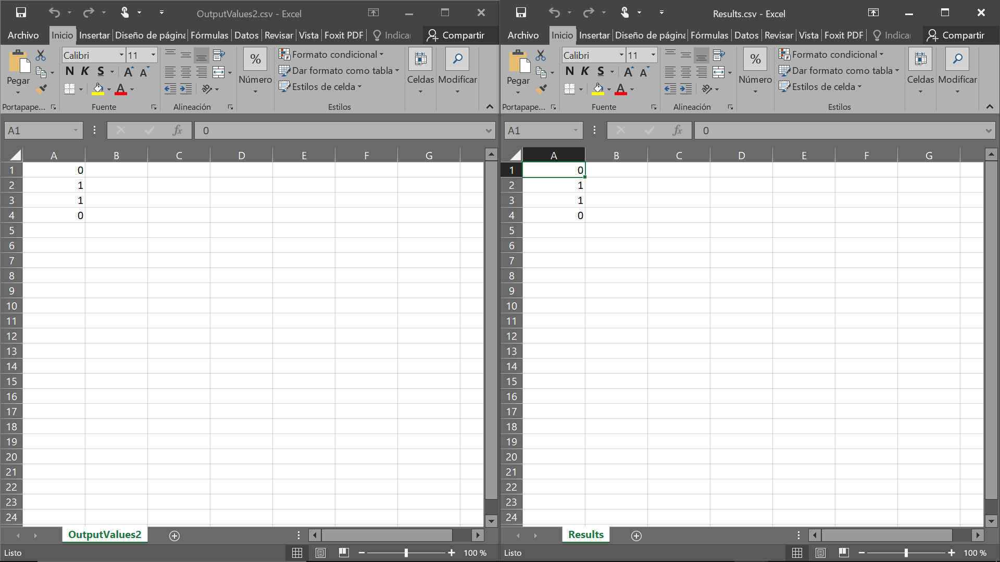 OutputValues2.csv - Excel
Archivo Inicio Insertar Diseño de página Fórmulas Datos Revisar Vista Foxit PDF Indica Compartir
Calibri 11 % Formato condicional
N K S A A Dar formato como tabla
Pegar Número Estilos de celda Celdas Modificar
A
Portapape... Fuente Alineación Estilos
A1 fx 0
A B C D E F G
1 0
2 1
3 1
4 0
5
6
7
8
9
10
11
12
13
14
15
16
17
18
19
20
21
22
23
24
OutputValues2
Listo 100 %
Results.csv - Excel
Archivo Inicio Insertar Diseño de página Fórmulas Datos Revisar Vista Foxit PDF Indica Compartir
Calibri 11 % Formato condicional
N K S A A Dar formato como tabla
Pegar Número Estilos de celda Celdas Modificar
A
Portapape... Fuente Alineación Estilos
A1 fx 0
A B C D E F G
1 0
2 1
3 1
4 0
5
6
7
8
9
10
11
12
13
14
15
16
17
18
19
20
21
22
23
24
Results
Listo 100 %